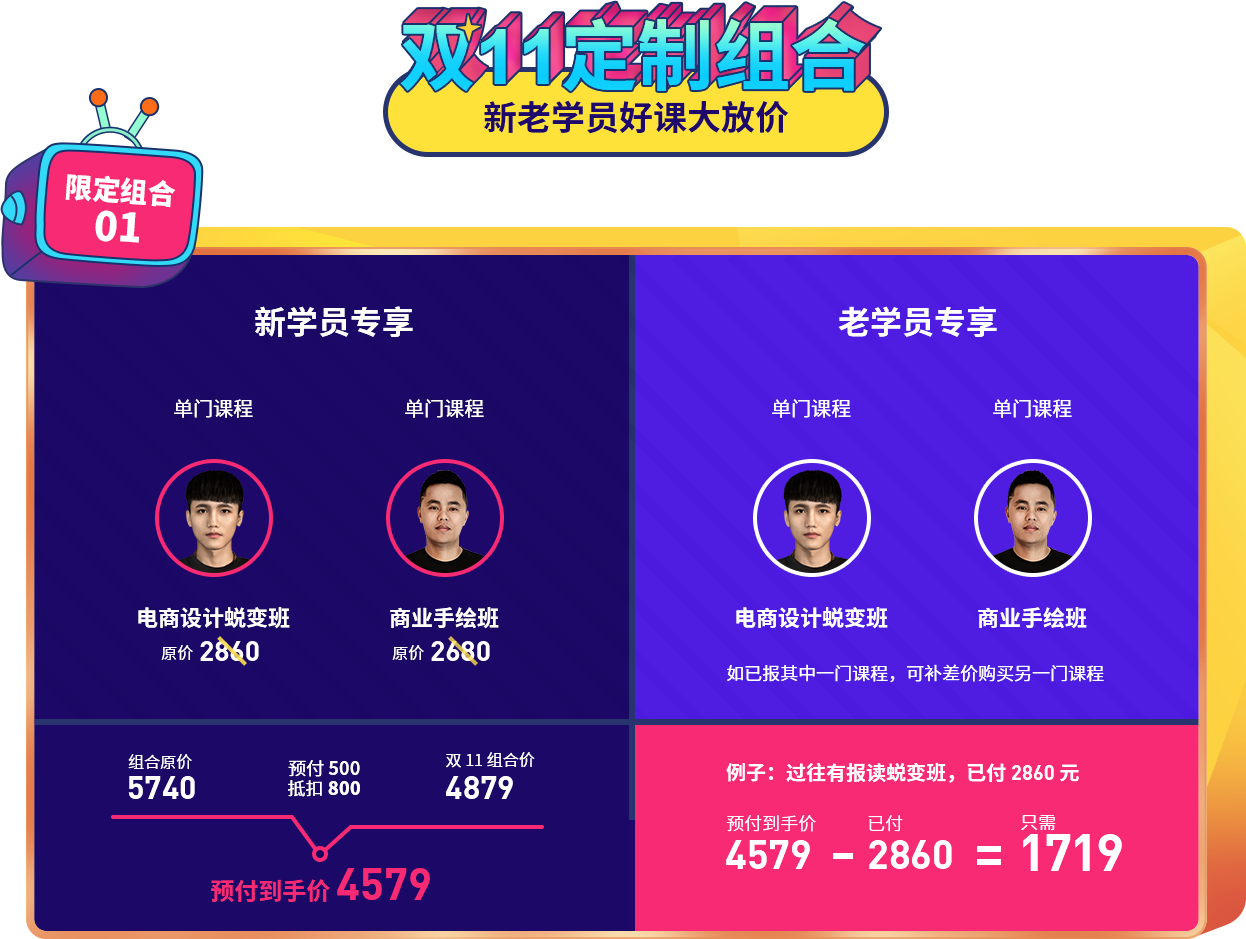 双11定制组合
新老学员好课大放价
限定组合
01
新学员专享
单门课程
单门课程
电商设计蜕变班
原价 2860
商业手绘班
原价 2680
老学员专享
单门课程
单门课程
电商设计蜕变班
商业手绘班
如已报其中一门课程，可补差价购买另一门课程
组合原价
5740
预付 500
抵扣 800
双 11 组合价
4879
预付到手价 4579
例子：过往有报读蜕变班，已付 2860 元
预付到手价 已付 只需
4579 – 2860 = 1719